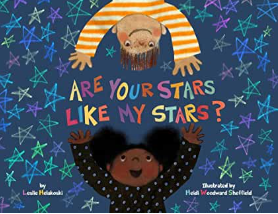 ARE YOUR STARS
LIKE MY STARS?
by
Leslie Helakoski
Illustrated by
Heidi Woodward Sheffield